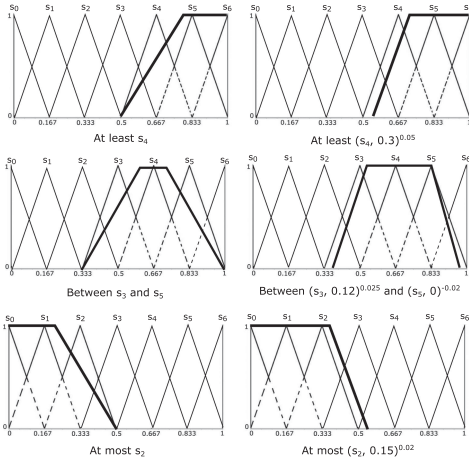 s0 s1 s2 s3 s4 s5 s6
1
0
0 0.167 0.333 0.5 0.667 0.833 1
At least s4
s0 s1 s2 s3 s4 s5 s6
1
0
0 0.167 0.333 0.5 0.667 0.833 1
At least (s4, 0.3)^0.05
s0 s1 s2 s3 s4 s5 s6
1
0
0 0.167 0.333 0.5 0.667 0.833 1
Between s3 and s5
s0 s1 s2 s3 s4 s5 s6
1
0
0 0.167 0.333 0.5 0.667 0.833 1
Between (s3, 0.12)^0.025 and (s5, 0)^-0.02
s0 s1 s2 s3 s4 s5 s6
1
0
0 0.167 0.333 0.5 0.667 0.833 1
At most s2
s0 s1 s2 s3 s4 s5 s6
1
0
0 0.167 0.333 0.5 0.667 0.833 1
At most (s2, 0.15)^0.02